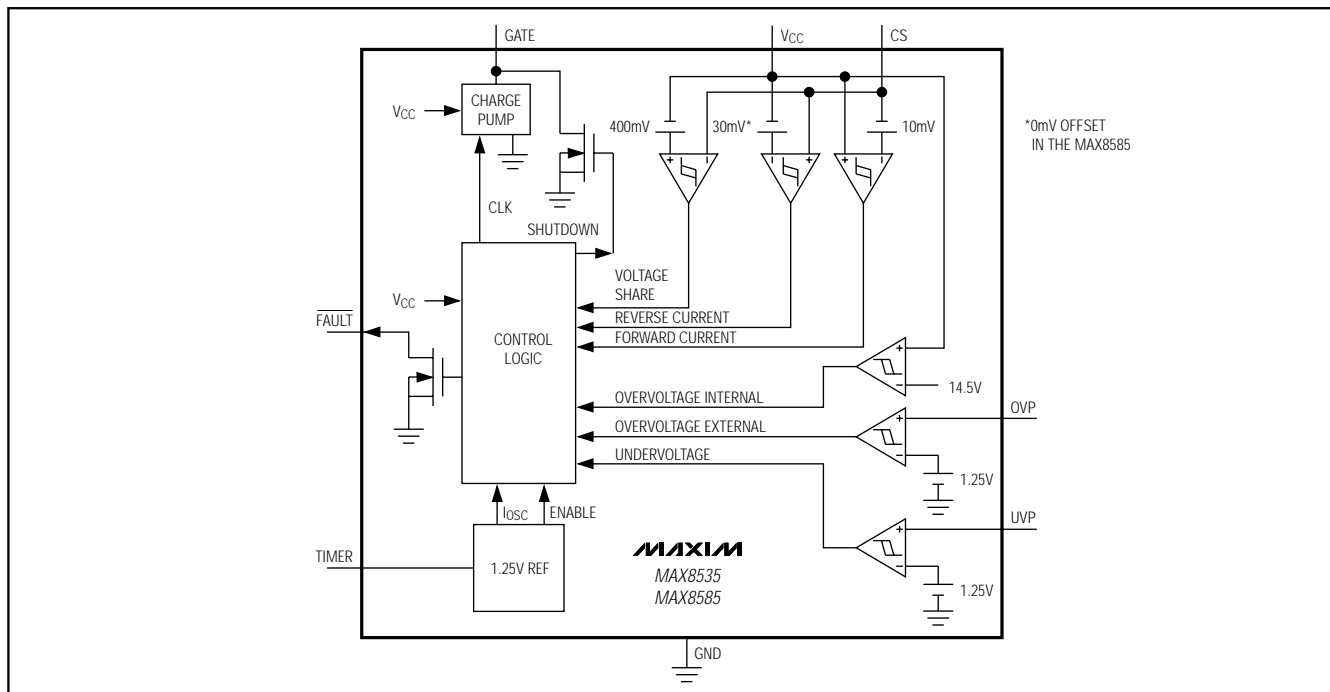 GATE
VCC
CS
VCC
CHARGE
PUMP
400mV
30mV*
10mV
*0mV OFFSET
IN THE MAX8585
+
–
–
+
+
–
CLK
SHUTDOWN
VOLTAGE
SHARE
VCC
REVERSE CURRENT
FAULT
FORWARD CURRENT
CONTROL
LOGIC
+
–
14.5V
OVERVOLTAGE INTERNAL
OVP
+
OVERVOLTAGE EXTERNAL
–
UNDERVOLTAGE
1.25V
IOSC
ENABLE
UVP
+
TIMER
1.25V REF
MAXIM
–
MAX8535
MAX8585
1.25V
GND